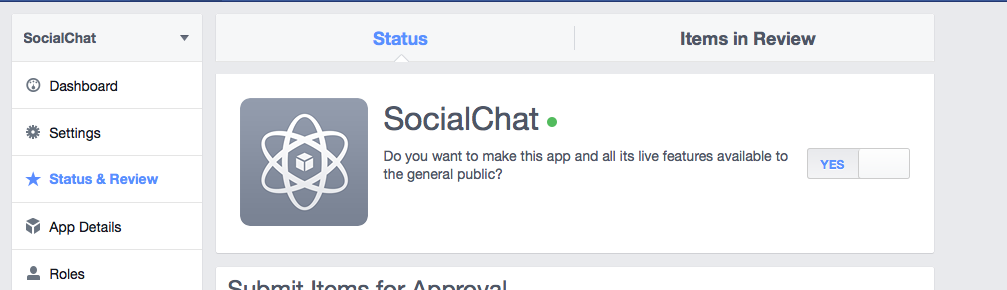 SocialChat
Dashboard
Settings
Status & Review
App Details
Roles
Status
Items in Review
SocialChat
Do you want to make this app and all its live features available to
the general public?
YES
Submit Items for Approval